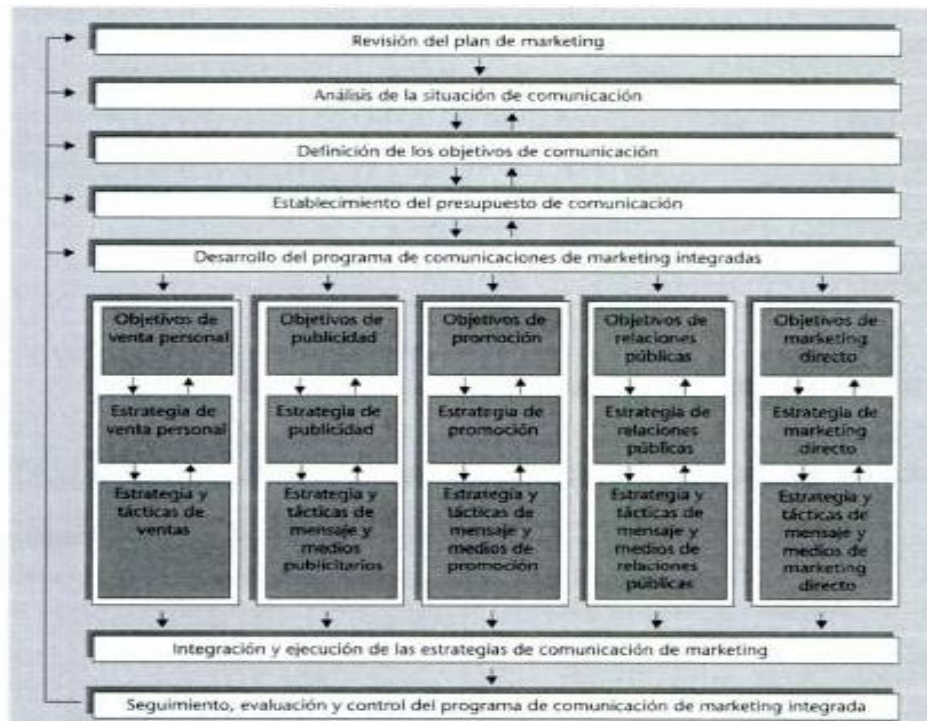 Revisión del plan de marketing
Análisis de la situación de comunicación
Definición de los objetivos de comunicación
Establecimiento del presupuesto de comunicación
Desarrollo del programa de comunicaciones de marketing integradas
Objetivos de
venta personal
Estrategia de
venta personal
Estrategia y
tácticas de
ventas
Objetivos de
publicidad
Estrategia de
publicidad
Estrategia y
tácticas de
mensaje y
medios
publicitarios
Objetivos de
promoción
Estrategia de
promoción
Estrategia y
tácticas de
mensaje y
medios de
promoción
Objetivos de
relaciones
públicas
Estrategia de
relaciones
públicas
Estrategia y
tácticas de
mensaje y
medios de
relaciones
públicas
Objetivos de
marketing
directo
Estrategia de
marketing
directo
Estrategia y
tácticas de
mensaje y
medios de
marketing
directo
Integración y ejecución de las estrategias de comunicación de marketing
Seguimiento, evaluación y control del programa de comunicación de marketing integrada